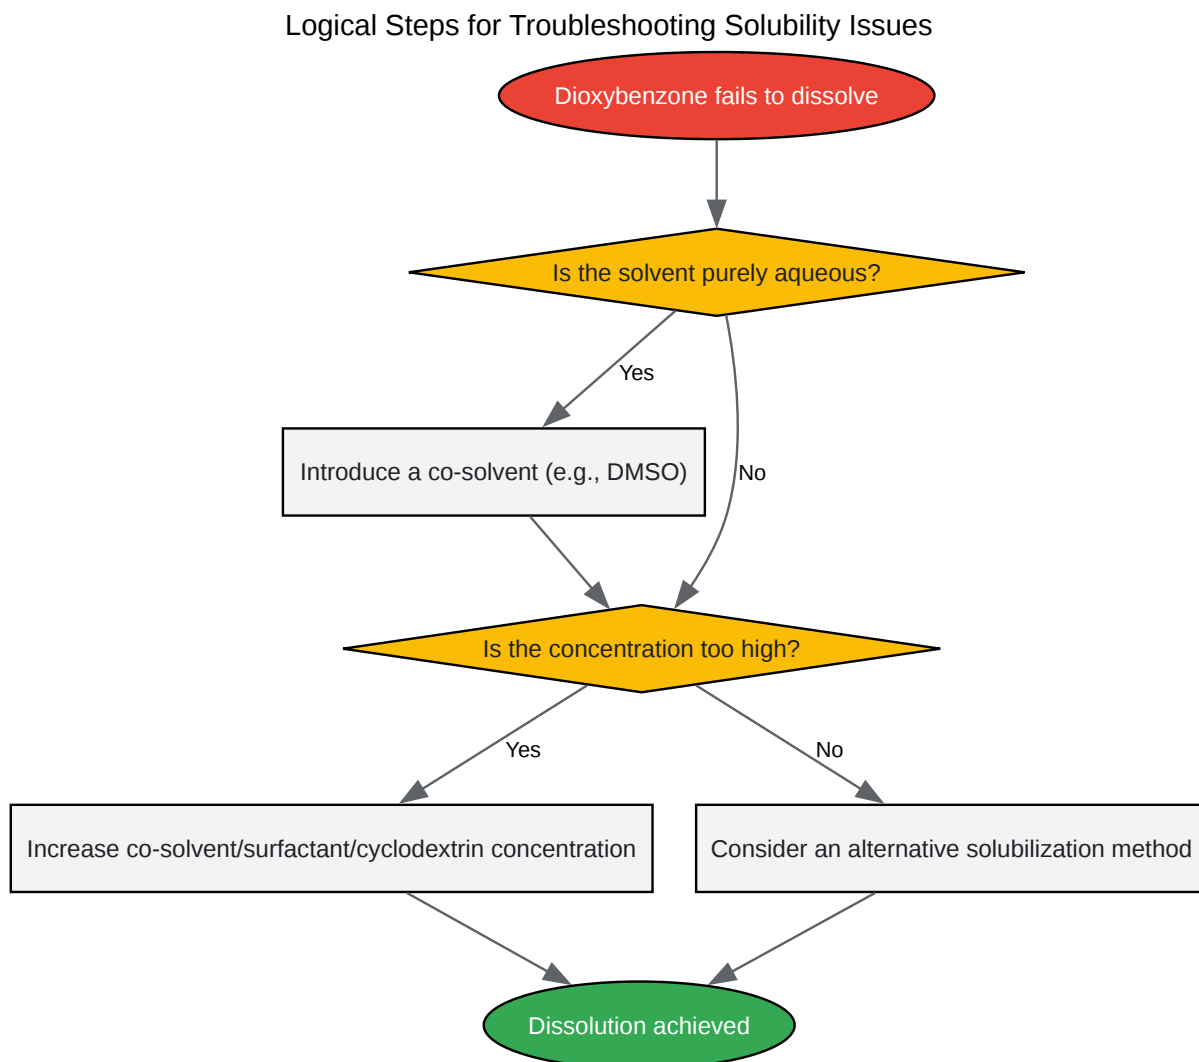 Logical Steps for Troubleshooting Solubility Issues
Dioxybenzone fails to dissolve
Is the solvent purely aqueous?
Yes
Introduce a co-solvent (e.g., DMSO)
No
Is the concentration too high?
Yes
No
Increase co-solvent/surfactant/cyclodextrin concentration
Consider an alternative solubilization method
Dissolution achieved